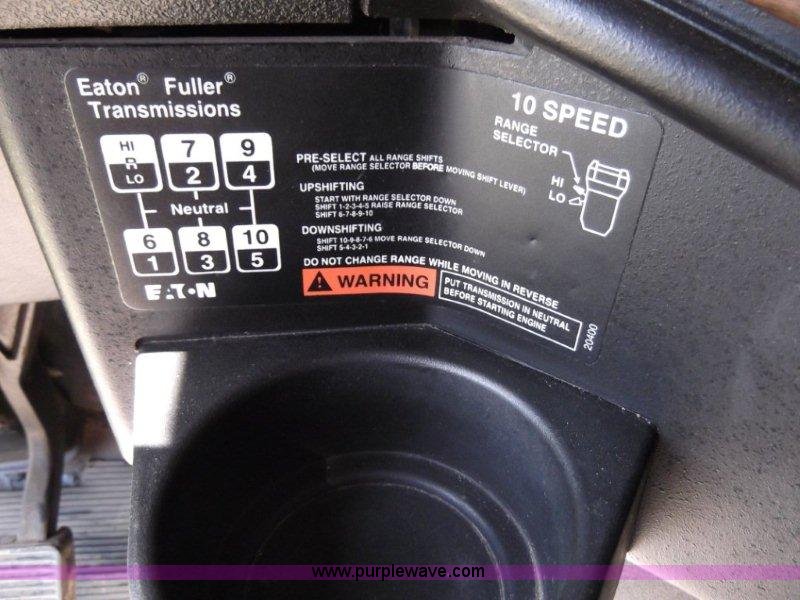 Eaton® Fuller®
Transmissions
HI
R
LO
7
2
9
4
Neutral
6
1
8
3
10
5
EATON
PRE-SELECT ALL RANGE SHIFTS
(MOVE RANGE SELECTOR BEFORE MOVING SHIFT LEVER)
UPSHIFTING
START WITH RANGE SELECTOR DOWN
SHIFT 1-2-3-4-5 RAISE RANGE SELECTOR
SHIFT 6-7-8-9-10
DOWNSHIFTING
SHIFT 10-9-8-7-6 MOVE RANGE SELECTOR DOWN
SHIFT 5-4-3-2-1
DO NOT CHANGE RANGE WHILE MOVING IN REVERSE
WARNING
PUT TRANSMISSION IN NEUTRAL
BEFORE STARTING ENGINE
10 SPEED
RANGE
SELECTOR
HI
LO
20400
www.purplewave.com